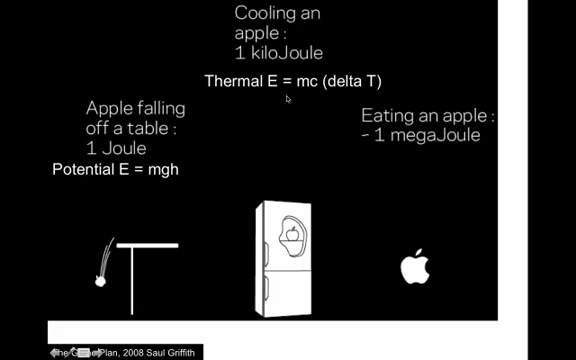 Cooling an
apple :
1 kiloJoule
Thermal E = mc (delta T)
Apple falling
off a table :
1 Joule
Potential E = mgh
Eating an apple :
~ 1 megaJoule
Plan, 2008 Saul Griffith